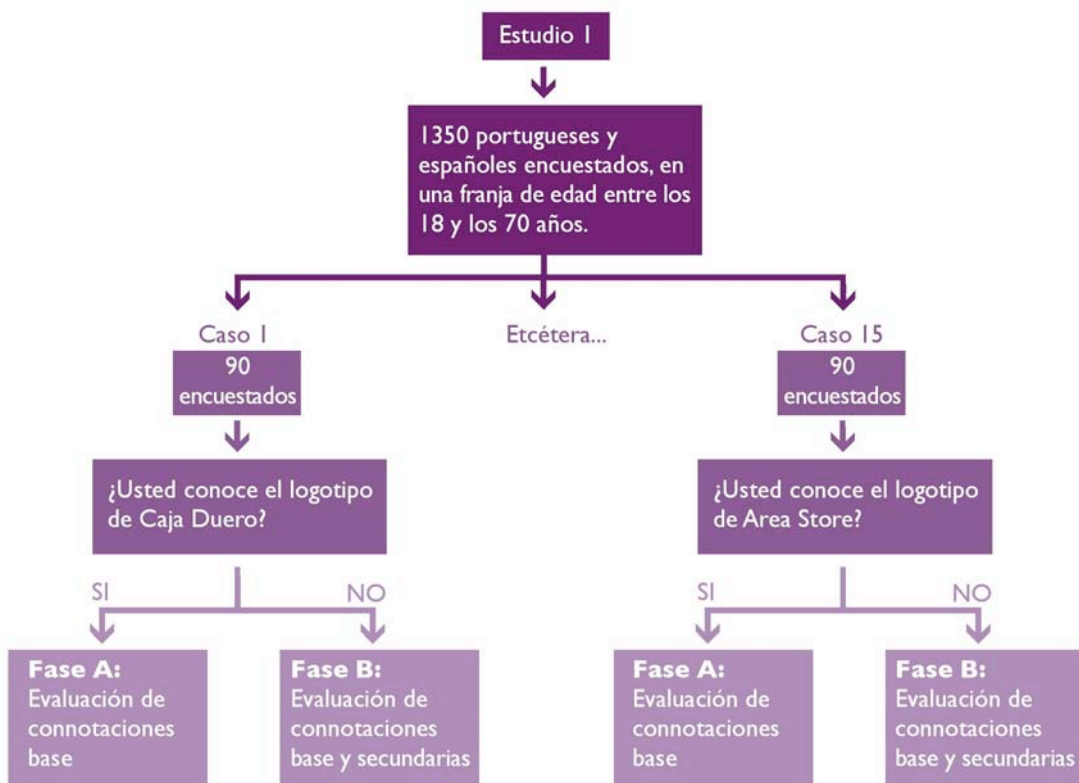 Estudio 1
1350 portugueses y
españoles encuestados, en
una franja de edad entre los
18 y los 70 años.
Caso 1
90
encuestados
¿Usted conoce el logotipo
de Caja Duero?
SI
NO
Fase A:
Evaluación de
connotaciones
base
Fase B:
Evaluación de
connotaciones
base y secundarias
Etcétera...
Caso 15
90
encuestados
¿Usted conoce el logotipo
de Area Store?
SI
NO
Fase A:
Evaluación de
connotaciones
base
Fase B:
Evaluación de
connotaciones
base y secundarias